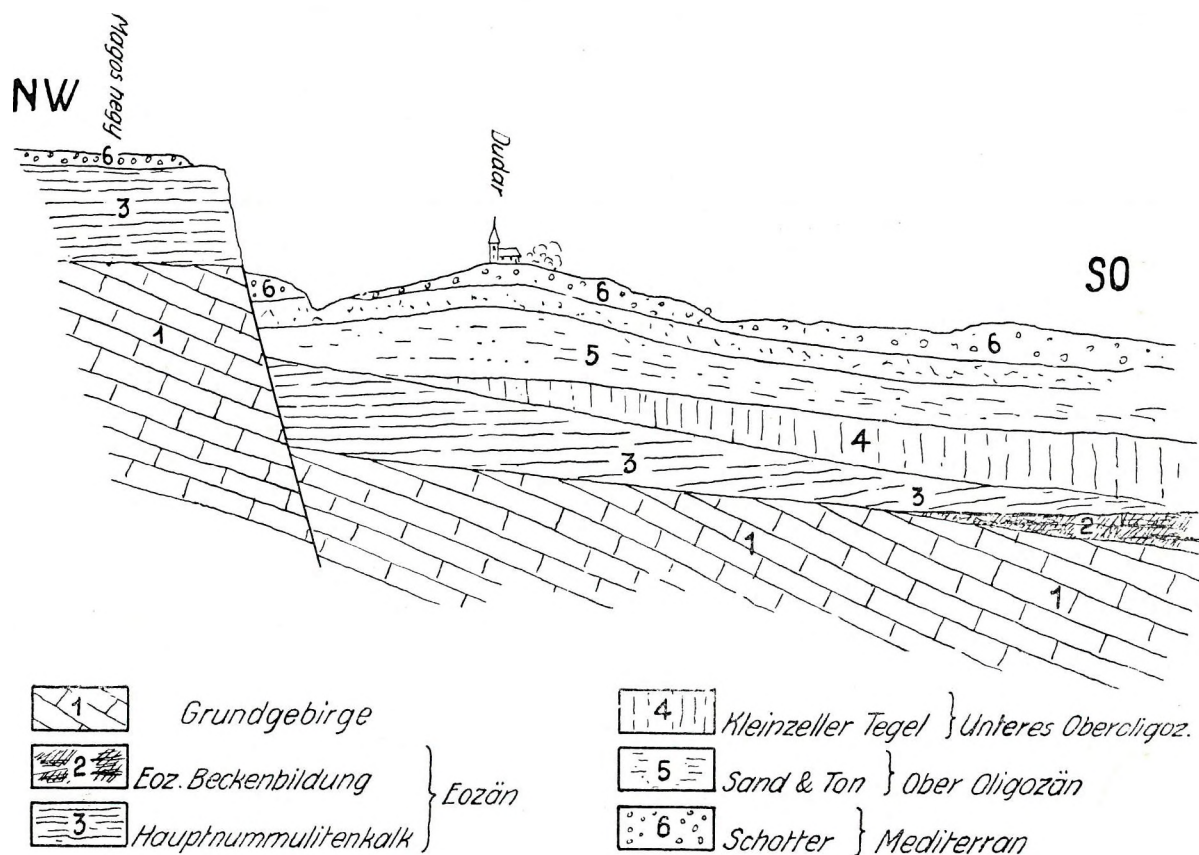 NW
Magos hegy
Dudar
SO
6
3
1
6
6
6
5
4
3
3
2
1
1
1 Grundgebirge
2 Eoz. Beckenbildung
3 Hauptnummulitenkalk
} Eozän
4 Kleinzeller Tegel } Unteres Oberoligoz.
5 Sand & Ton } Ober Oligozän
6 Schotter } Mediterran